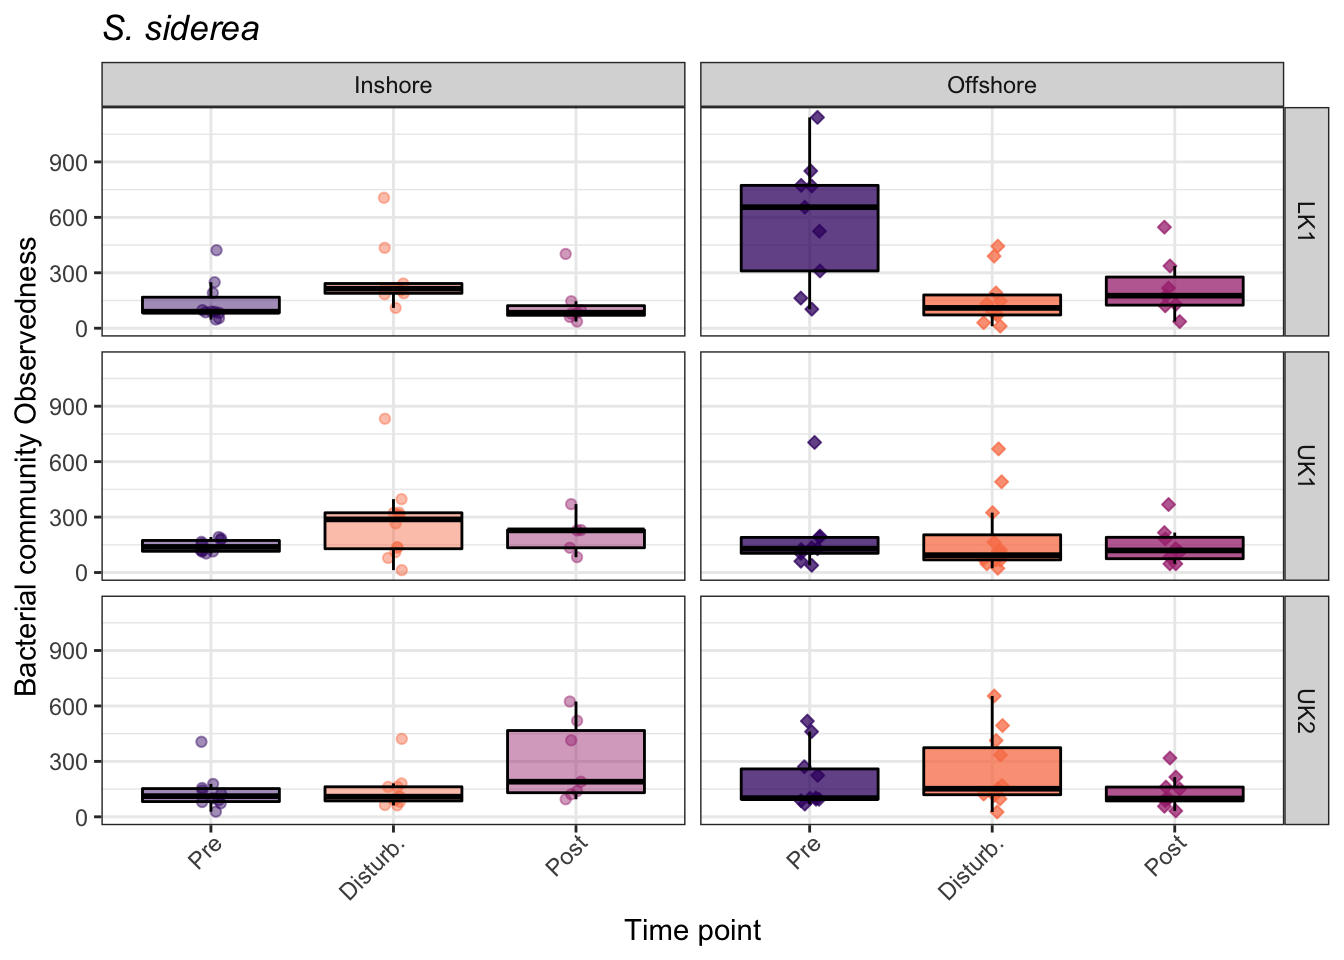 S. siderea
Inshore
Offshore
Bacterial community Observedness
900
600
300
0
LK1
900
600
300
0
UK1
900
600
300
0
UK2
Pre
Disturb.
Post
Pre
Disturb.
Post
Time point